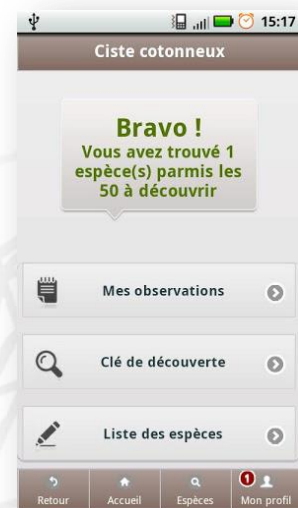 15:17
Ciste cotonneux
Bravo !
Vous avez trouvé 1
espèce(s) parmis les
50 à découvrir
Mes observations
Clé de découverte
Liste des espèces
1
Retour Accueil Espèces Mon profil